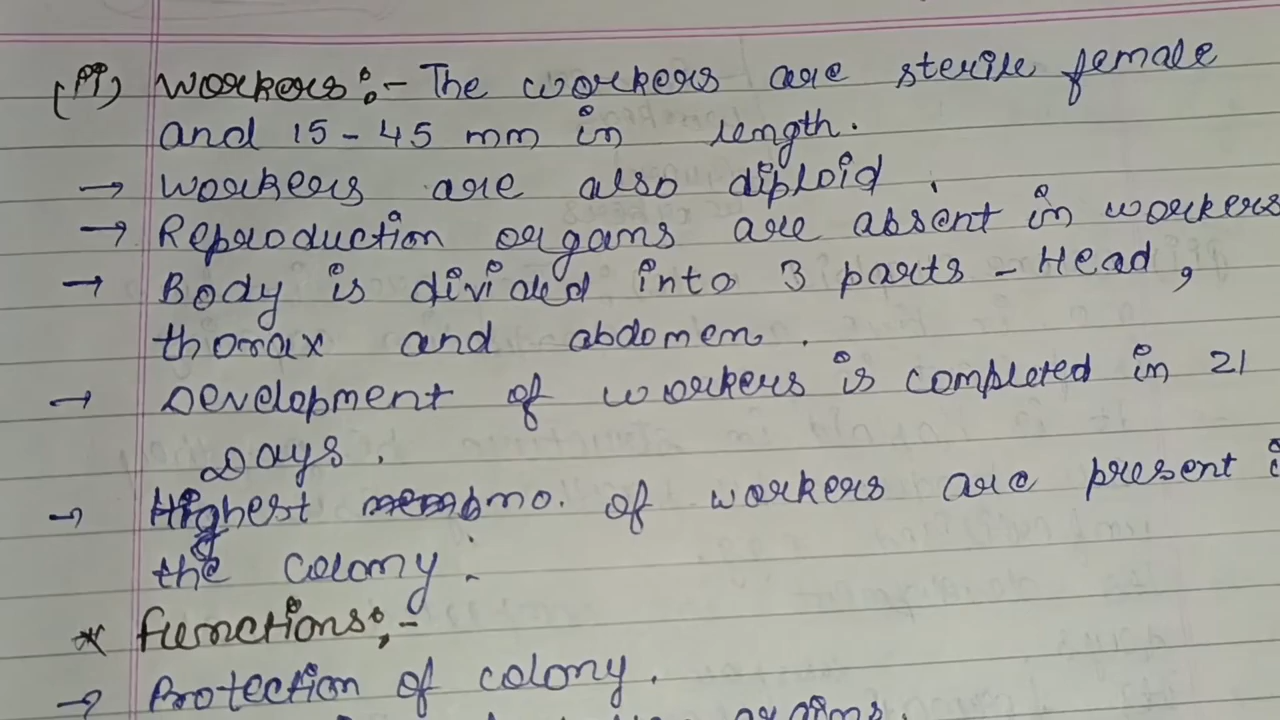 (ii) Workers:- The workers are sterile female
and 15-45 mm in length.
→ Workers are also diploid.
→ Reproduction organs are absent in workers
→ Body is divided into 3 parts - Head,
thorax and abdomen.
→ Development of workers is completed in 21
Days.
→ Highest no. of workers are present i
the colony.
* Functions:-
→ Protection of colony.